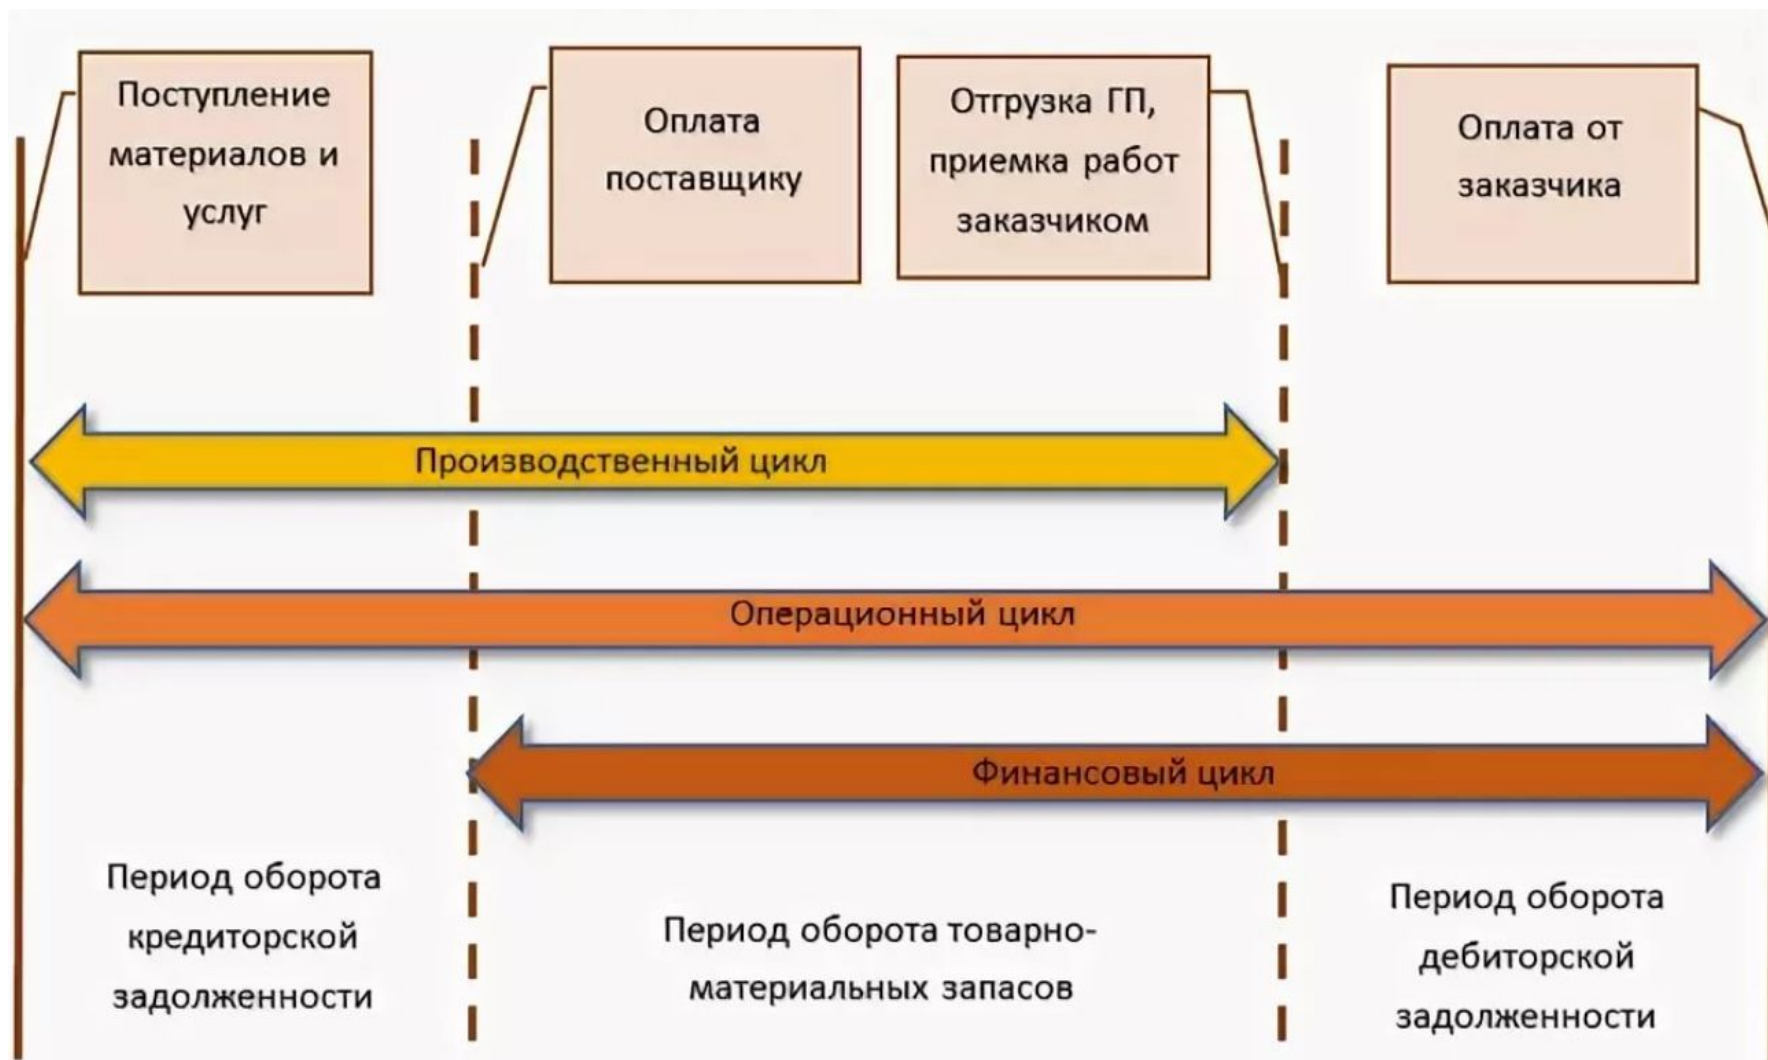 Поступление
материалов и
услуг
Оплата
поставщику
Отгрузка ГП,
приемка работ
заказчиком
Оплата от
заказчика
Производственный цикл
Операционный цикл
Финансовый цикл
Период оборота
кредиторской
задолженности
Период оборота товарно-
материальных запасов
Период оборота
дебиторской
задолженности